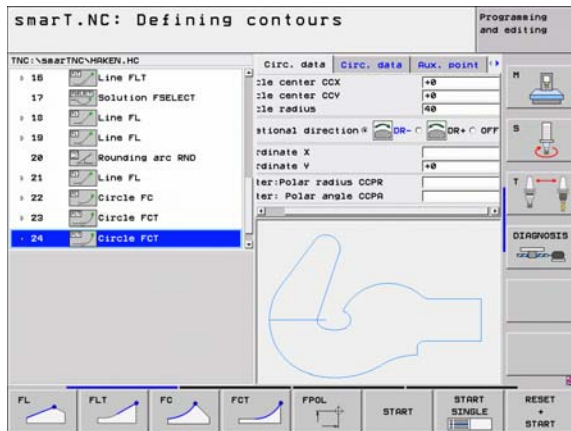 smarT.NC: Defining contours
Programming and editing
TNC:\smarTNC\HAKEN.HC
16 Line FLT
17 Solution FSELECT
18 Line FL
19 Line FL
20 Rounding arc RND
21 Line FL
22 Circle FC
23 Circle FCT
24 Circle FCT
Circ. data Circ. data Aux. point
cle center CCX +0
cle center CCY +0
cle radius 40
ational direction DR- DR+ OFF
rdinate X
rdinate Y +0
ter:Polar radius CCPR
ter: Polar angle CCPA
M
S
T
DIAGNOSIS
FL
FLT
FC
FCT
FPOL
START
START SINGLE
RESET + START